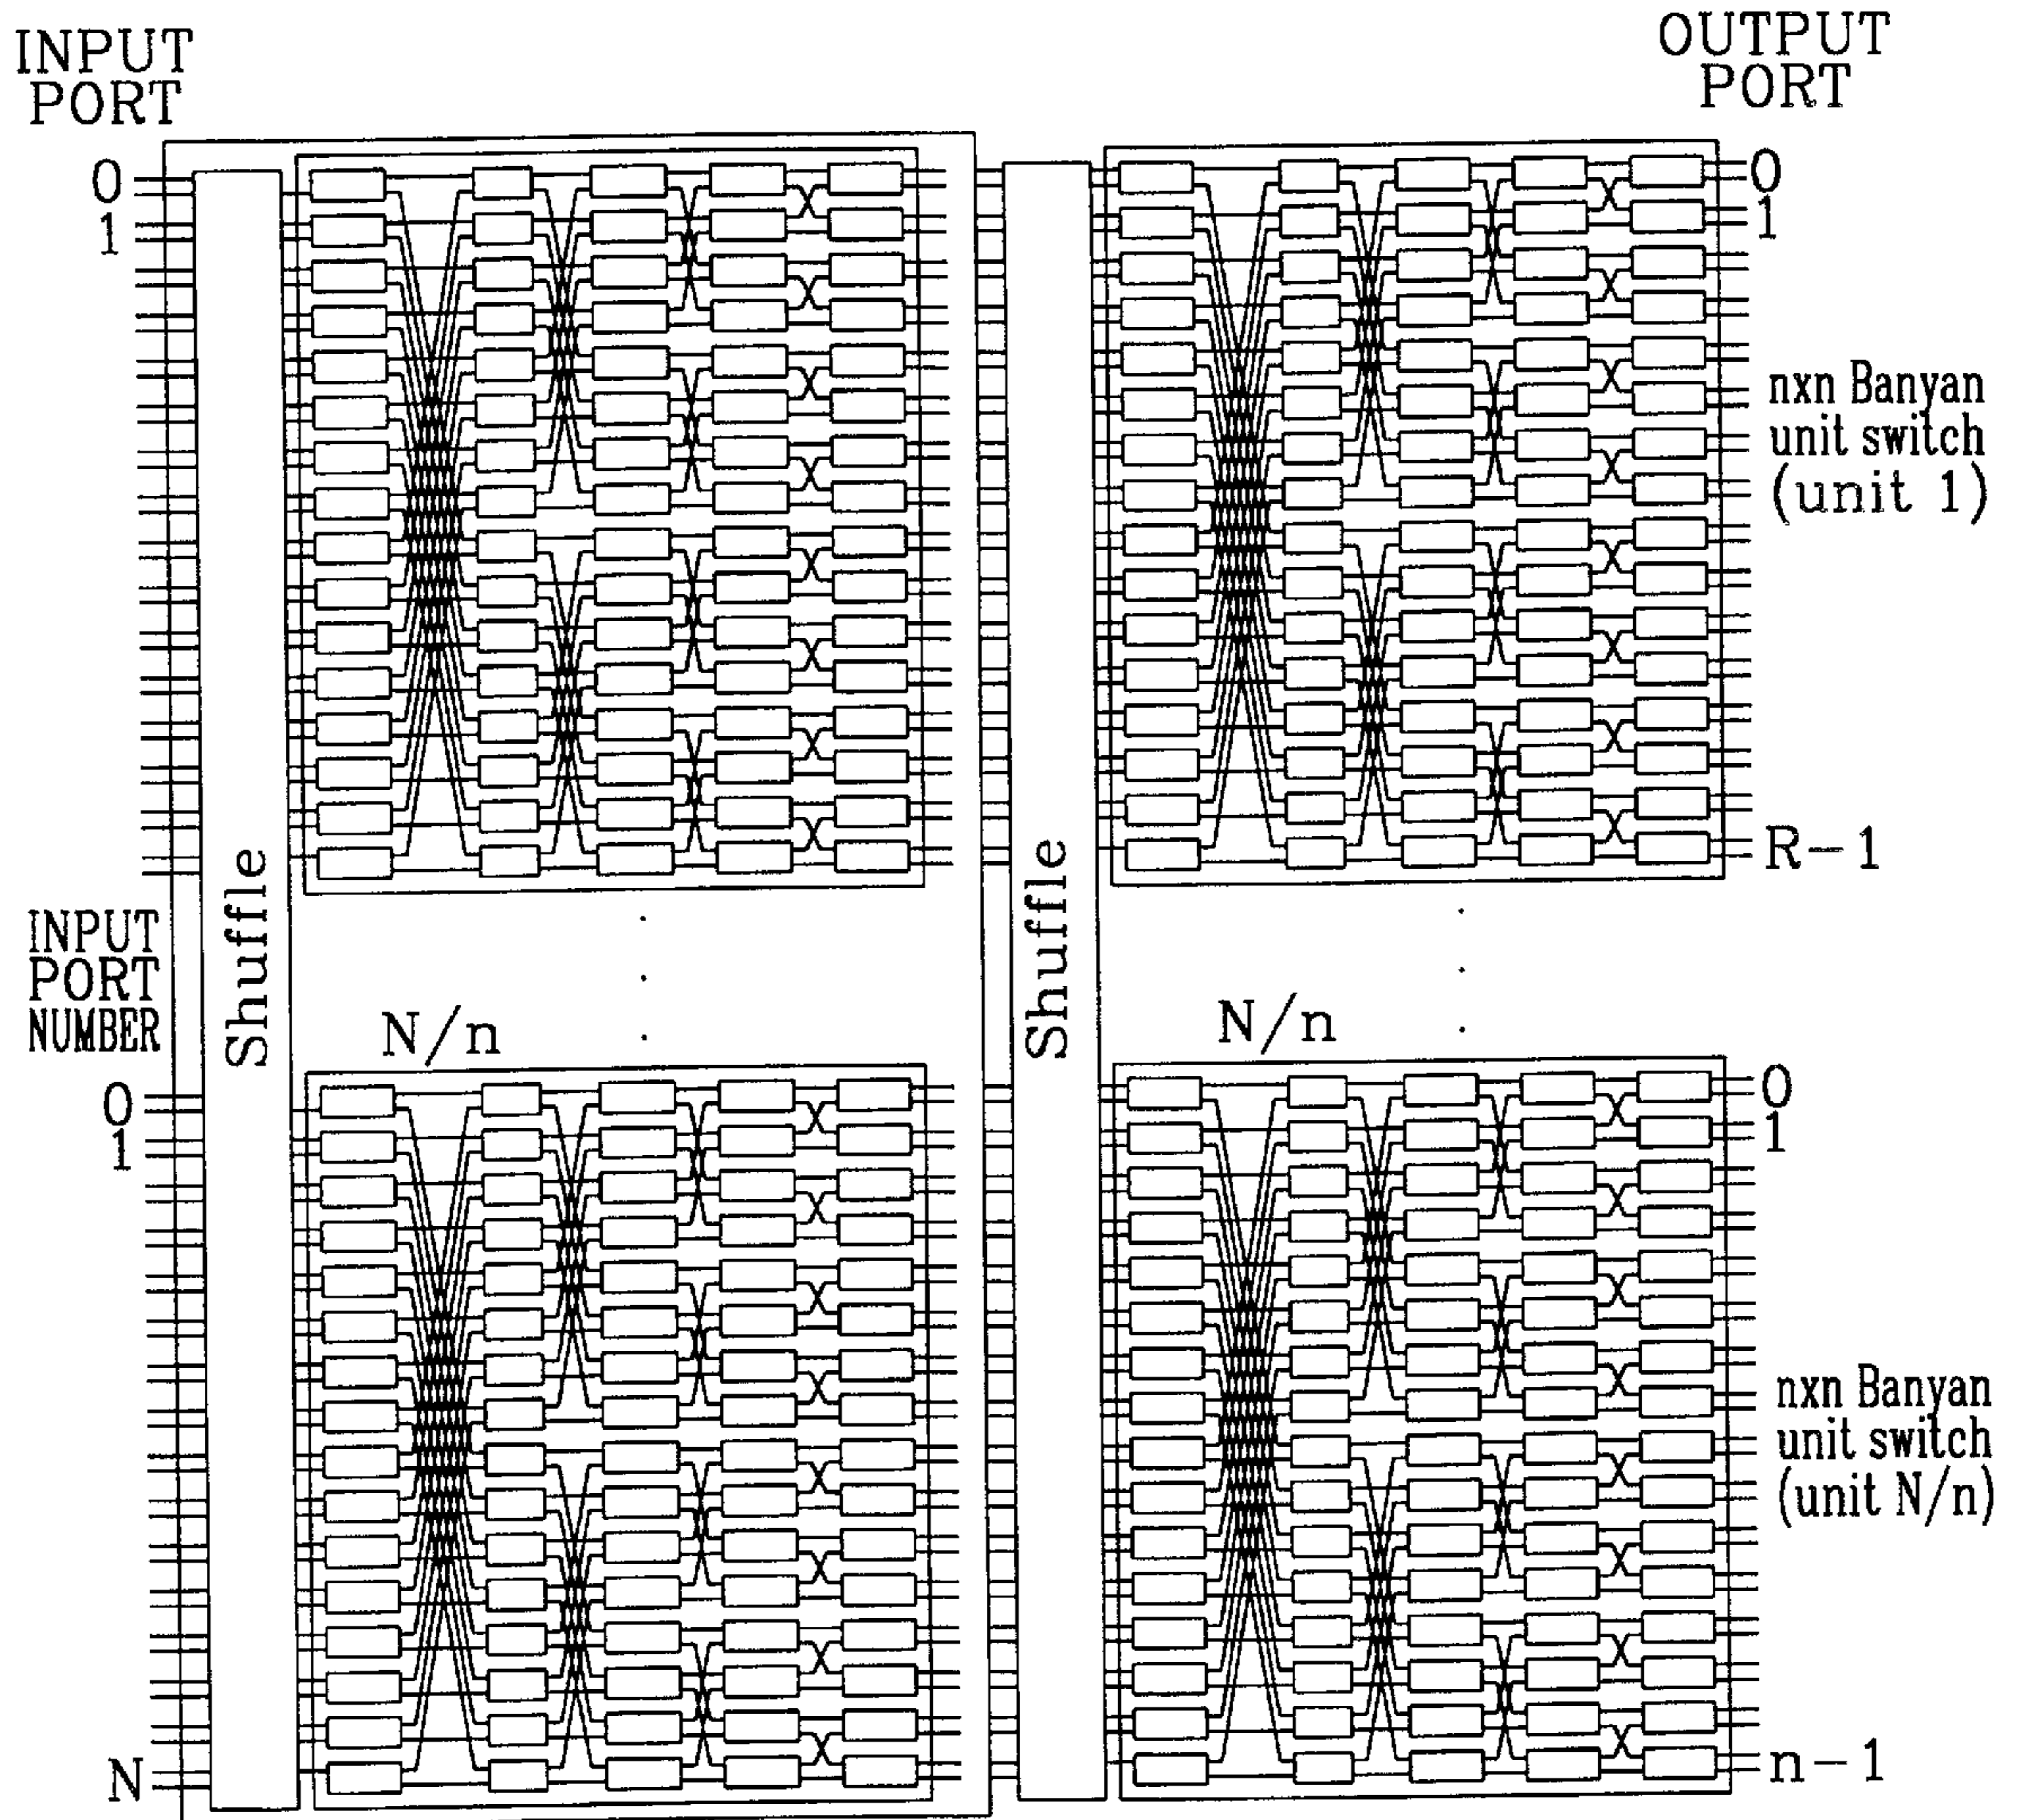 INPUT
PORT
OUTPUT
PORT
0
1
0
1
nxn Banyan
unit switch
(unit 1)
R-1
Shuffle
Shuffle
INPUT
PORT
NUMBER
N/n
N/n
0
1
0
1
nxn Banyan
unit switch
(unit N/n)
N
n-1